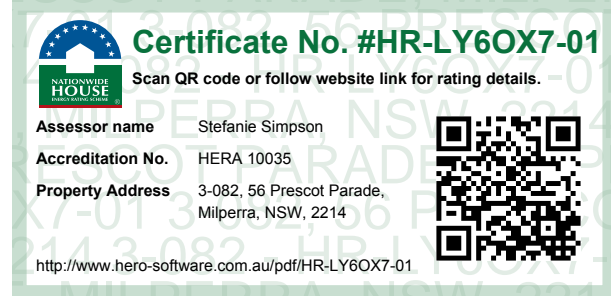 Certificate No. #HR-LY6OX7-01
Scan QR code or follow website link for rating details.
NATIONWIDE
HOUSE
ENERGY RATING SCHEME ®
Assessor name Stefanie Simpson
Accreditation No. HERA 10035
Property Address 3-082, 56 Prescot Parade,
Milperra, NSW, 2214
http://www.hero-software.com.au/pdf/HR-LY6OX7-01